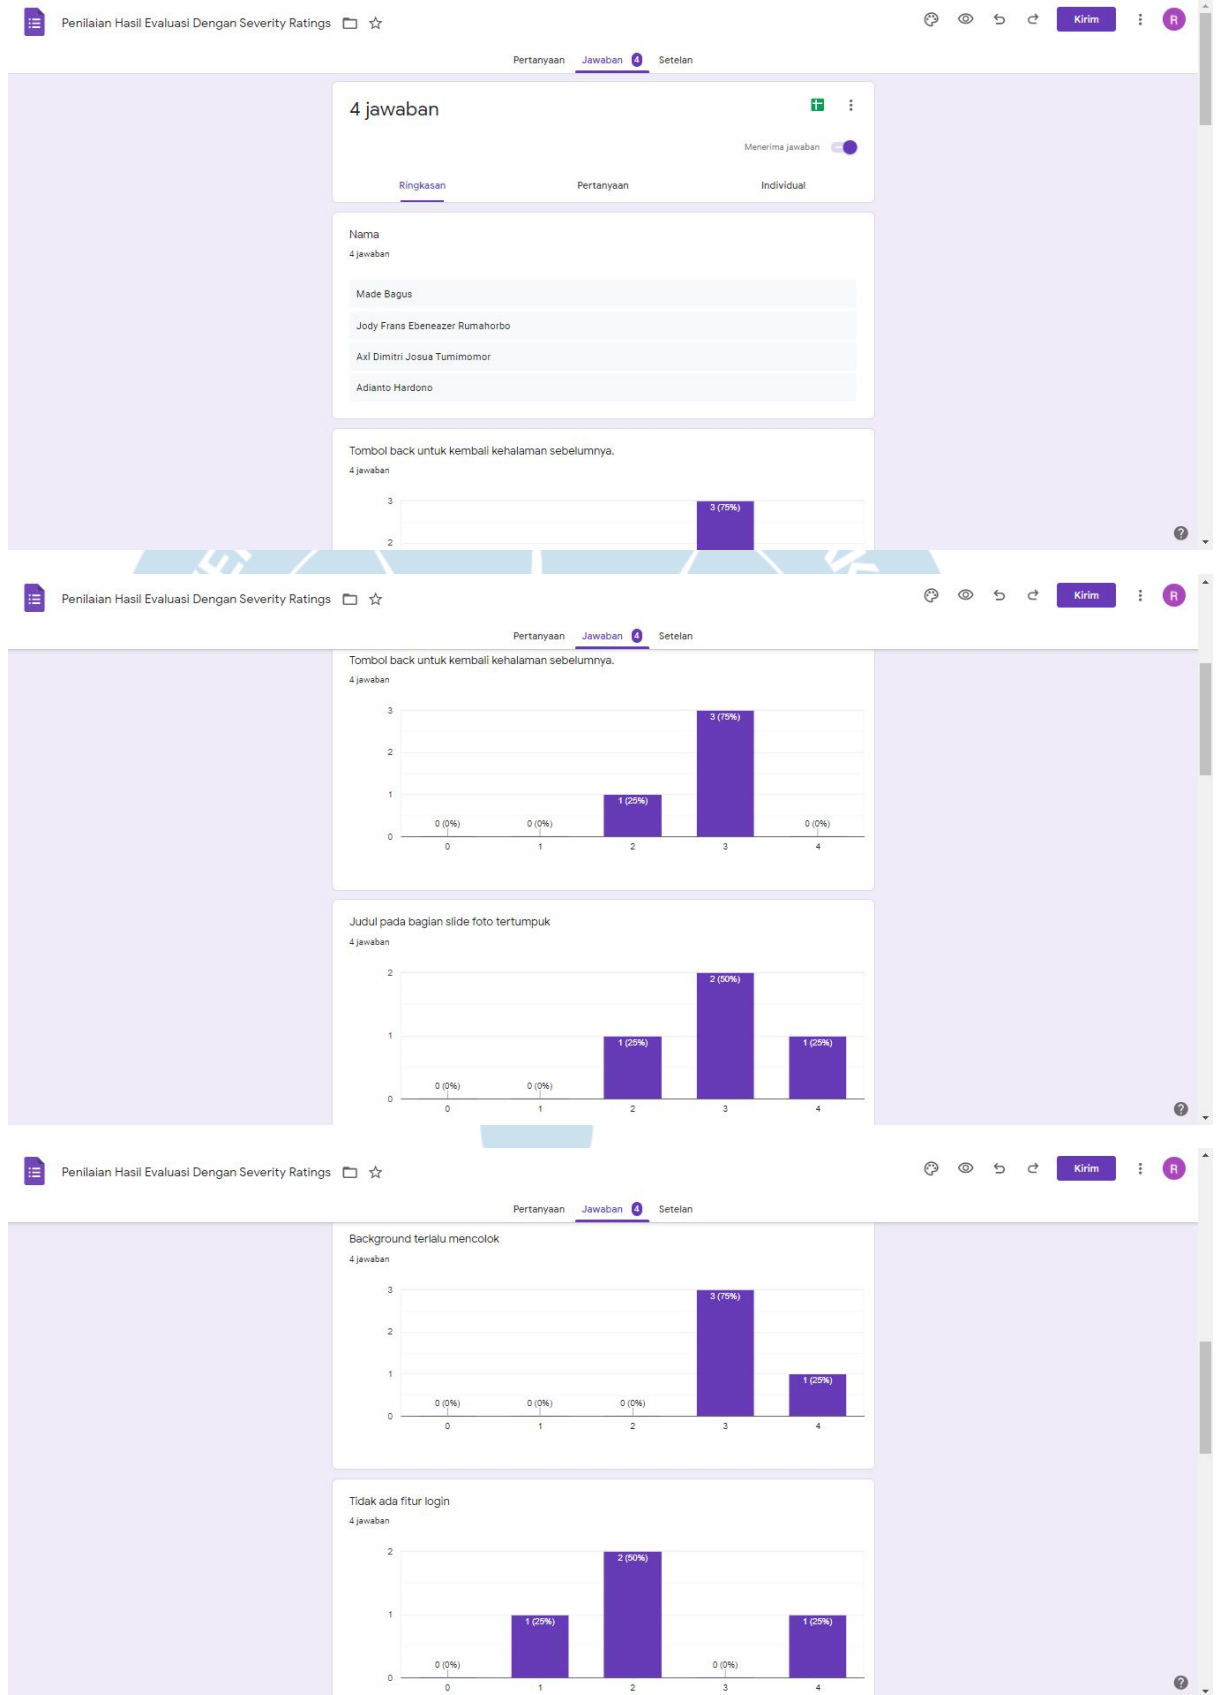 Penilaian Hasil Evaluasi Dengan Severity Ratings
Kirim
R
Pertanyaan Jawaban 4 Setelan
4 jawaban
Menerima jawaban
Ringkasan Pertanyaan Individual
Nama
4 jawaban
Made Bagus
Jody Frans Ebeneazer Rumahorbo
Axl Dimitri Josua Tumimomor
Adianto Hardono
Tombol back untuk kembali kehalaman sebelumnya.
4 jawaban
3
3 (75%)
2
Penilaian Hasil Evaluasi Dengan Severity Ratings
Kirim
R
Pertanyaan Jawaban 4 Setelan
Tombol back untuk kembali kehalaman sebelumnya.
4 jawaban
3
3 (75%)
2
1
1 (25%)
0 (0%) 0 (0%) 0 (0%)
0
0 1 2 3 4
Judul pada bagian slide foto tertumpuk
4 jawaban
2
2 (50%)
1
1 (25%) 1 (25%)
0 (0%) 0 (0%)
0
0 1 2 3 4
Penilaian Hasil Evaluasi Dengan Severity Ratings
Kirim
R
Pertanyaan Jawaban 4 Setelan
Background terlalu mencolok
4 jawaban
3
3 (75%)
2
1
1 (25%)
0 (0%) 0 (0%) 0 (0%)
0
0 1 2 3 4
Tidak ada fitur login
4 jawaban
2
2 (50%)
1
1 (25%) 1 (25%)
0 (0%) 0 (0%)
0
0 1 2 3 4